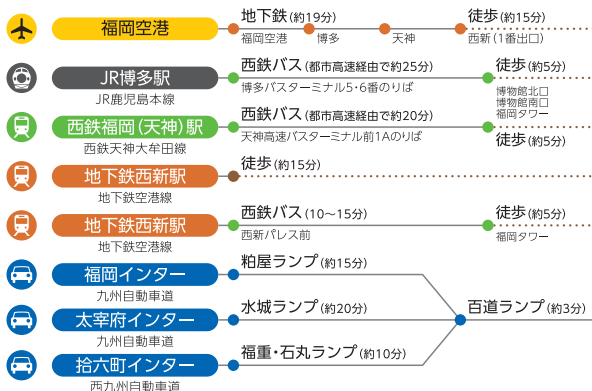 福岡空港
地下鉄(約19分)
徒歩(約15分)
福岡空港 博多 天神 西新(1番出口)
JR博多駅
JR鹿児島本線
西鉄バス(都市高速経由で約25分)
博多バスターミナル5・6番のりば
徒歩(約5分)
博物館北口
博物館南口
福岡タワー
西鉄福岡(天神)駅
西鉄天神大牟田線
西鉄バス(都市高速経由で約20分)
天神高速バスターミナル前1Aのりば
徒歩(約5分)
地下鉄西新駅
地下鉄空港線
徒歩(約15分)
地下鉄西新駅
地下鉄空港線
西鉄バス(10〜15分)
西新パレス前
徒歩(約5分)
福岡タワー
福岡インター
九州自動車道
粕屋ランプ(約15分)
太宰府インター
九州自動車道
水城ランプ(約20分)
百道ランプ(約3分)
拾六町インター
西九州自動車道
福重・石丸ランプ(約10分)